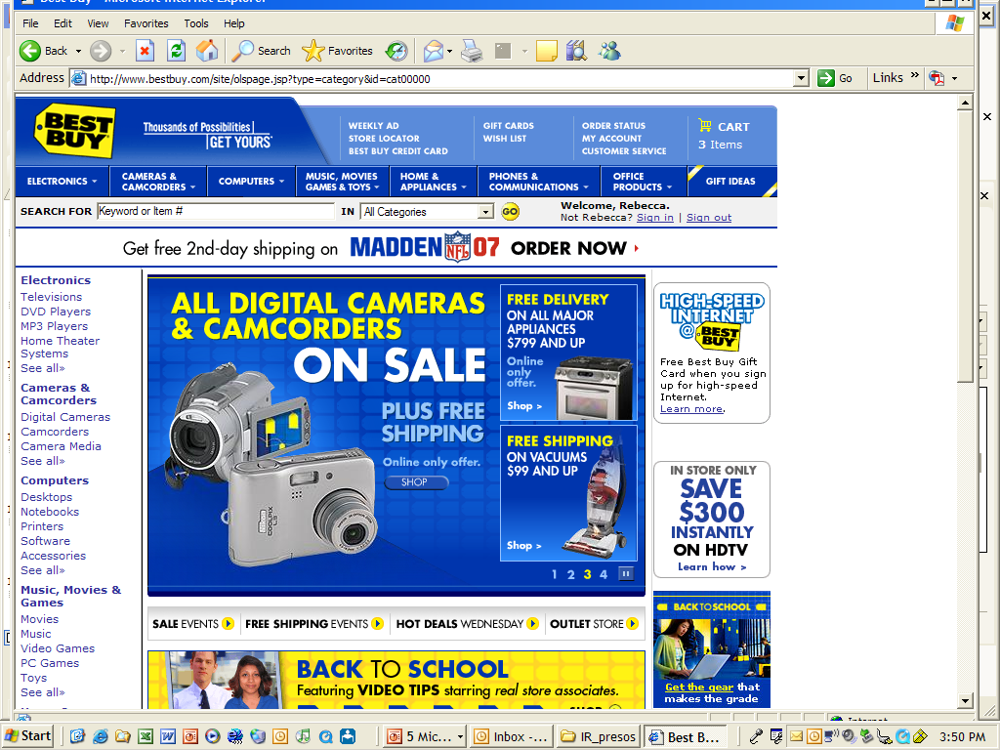 Best Buy - Microsoft Internet Explorer
File Edit View Favorites Tools Help
Back Search Favorites
Address http://www.bestbuy.com/site/olspage.jsp?type=category&id=cat00000 Go Links »
BEST BUY
Thousands of Possibilities
GET YOURS
WEEKLY AD
STORE LOCATOR
BEST BUY CREDIT CARD
GIFT CARDS
WISH LIST
ORDER STATUS
MY ACCOUNT
CUSTOMER SERVICE
CART
3 Items
ELECTRONICS
CAMERAS & CAMCORDERS
COMPUTERS
MUSIC, MOVIES GAMES & TOYS
HOME & APPLIANCES
PHONES & COMMUNICATIONS
OFFICE PRODUCTS
GIFT IDEAS
SEARCH FOR Keyword or Item # IN All Categories GO
Welcome, Rebecca.
Not Rebecca? Sign in | Sign out
Get free 2nd-day shipping on MADDEN NFL 07 ORDER NOW
Electronics
Televisions
DVD Players
MP3 Players
Home Theater
Systems
See all»
Cameras &
Camcorders
Digital Cameras
Camcorders
Camera Media
See all»
Computers
Desktops
Notebooks
Printers
Software
Accessories
See all»
Music, Movies &
Games
Movies
Music
Video Games
PC Games
Toys
See all»
ALL DIGITAL CAMERAS
& CAMCORDERS
ON SALE
PLUS FREE
SHIPPING
Online only offer.
SHOP
COOLPIX L3
FREE DELIVERY
ON ALL MAJOR
APPLIANCES
$799 AND UP
Online
only
offer.
Shop >
FREE SHIPPING
ON VACUUMS
$99 AND UP
Shop >
1 2 3 4
HIGH-SPEED
INTERNET
@ BEST BUY
Free Best Buy Gift
Card when you sign
up for high-speed
Internet.
Learn more.
IN STORE ONLY
SAVE
$300
INSTANTLY
ON HDTV
Learn how >
BACK TO SCHOOL
Get the gear that
makes the grade
SALE EVENTS
FREE SHIPPING EVENTS
HOT DEALS WEDNESDAY
OUTLET STORE
BACK TO SCHOOL
Featuring VIDEO TIPS starring real store associates.
SHOP
Internet
Start
5 Mic...
Inbox - ...
IR_presos
Best B...
3:50 PM